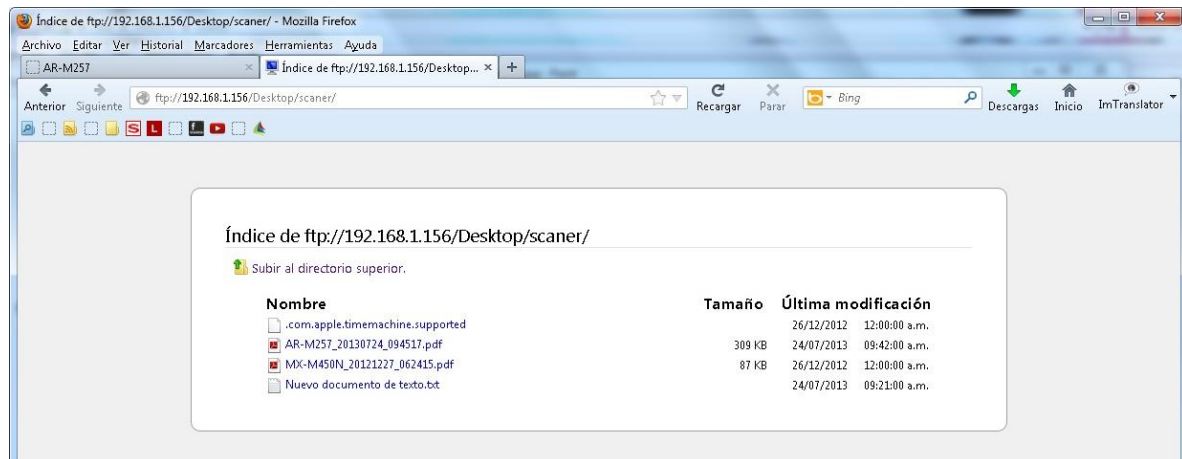 Índice de ftp://192.168.1.156/Desktop/scaner/ - Mozilla Firefox
Archivo Editar Ver Historial Marcadores Herramientas Ayuda
AR-M257 Índice de ftp://192.168.1.156/Desktop...
Anterior Siguiente ftp://192.168.1.156/Desktop/scaner/ Recargar Parar Bing Descargas Inicio ImTranslator
S L
Índice de ftp://192.168.1.156/Desktop/scaner/
Subir al directorio superior.
Nombre Tamaño Última modificación
.com.apple.timemachine.supported 26/12/2012 12:00:00 a.m.
AR-M257_20130724_094517.pdf 309 KB 24/07/2013 09:42:00 a.m.
MX-M450N_20121227_062415.pdf 87 KB 26/12/2012 12:00:00 a.m.
Nuevo documento de texto.txt 24/07/2013 09:21:00 a.m.